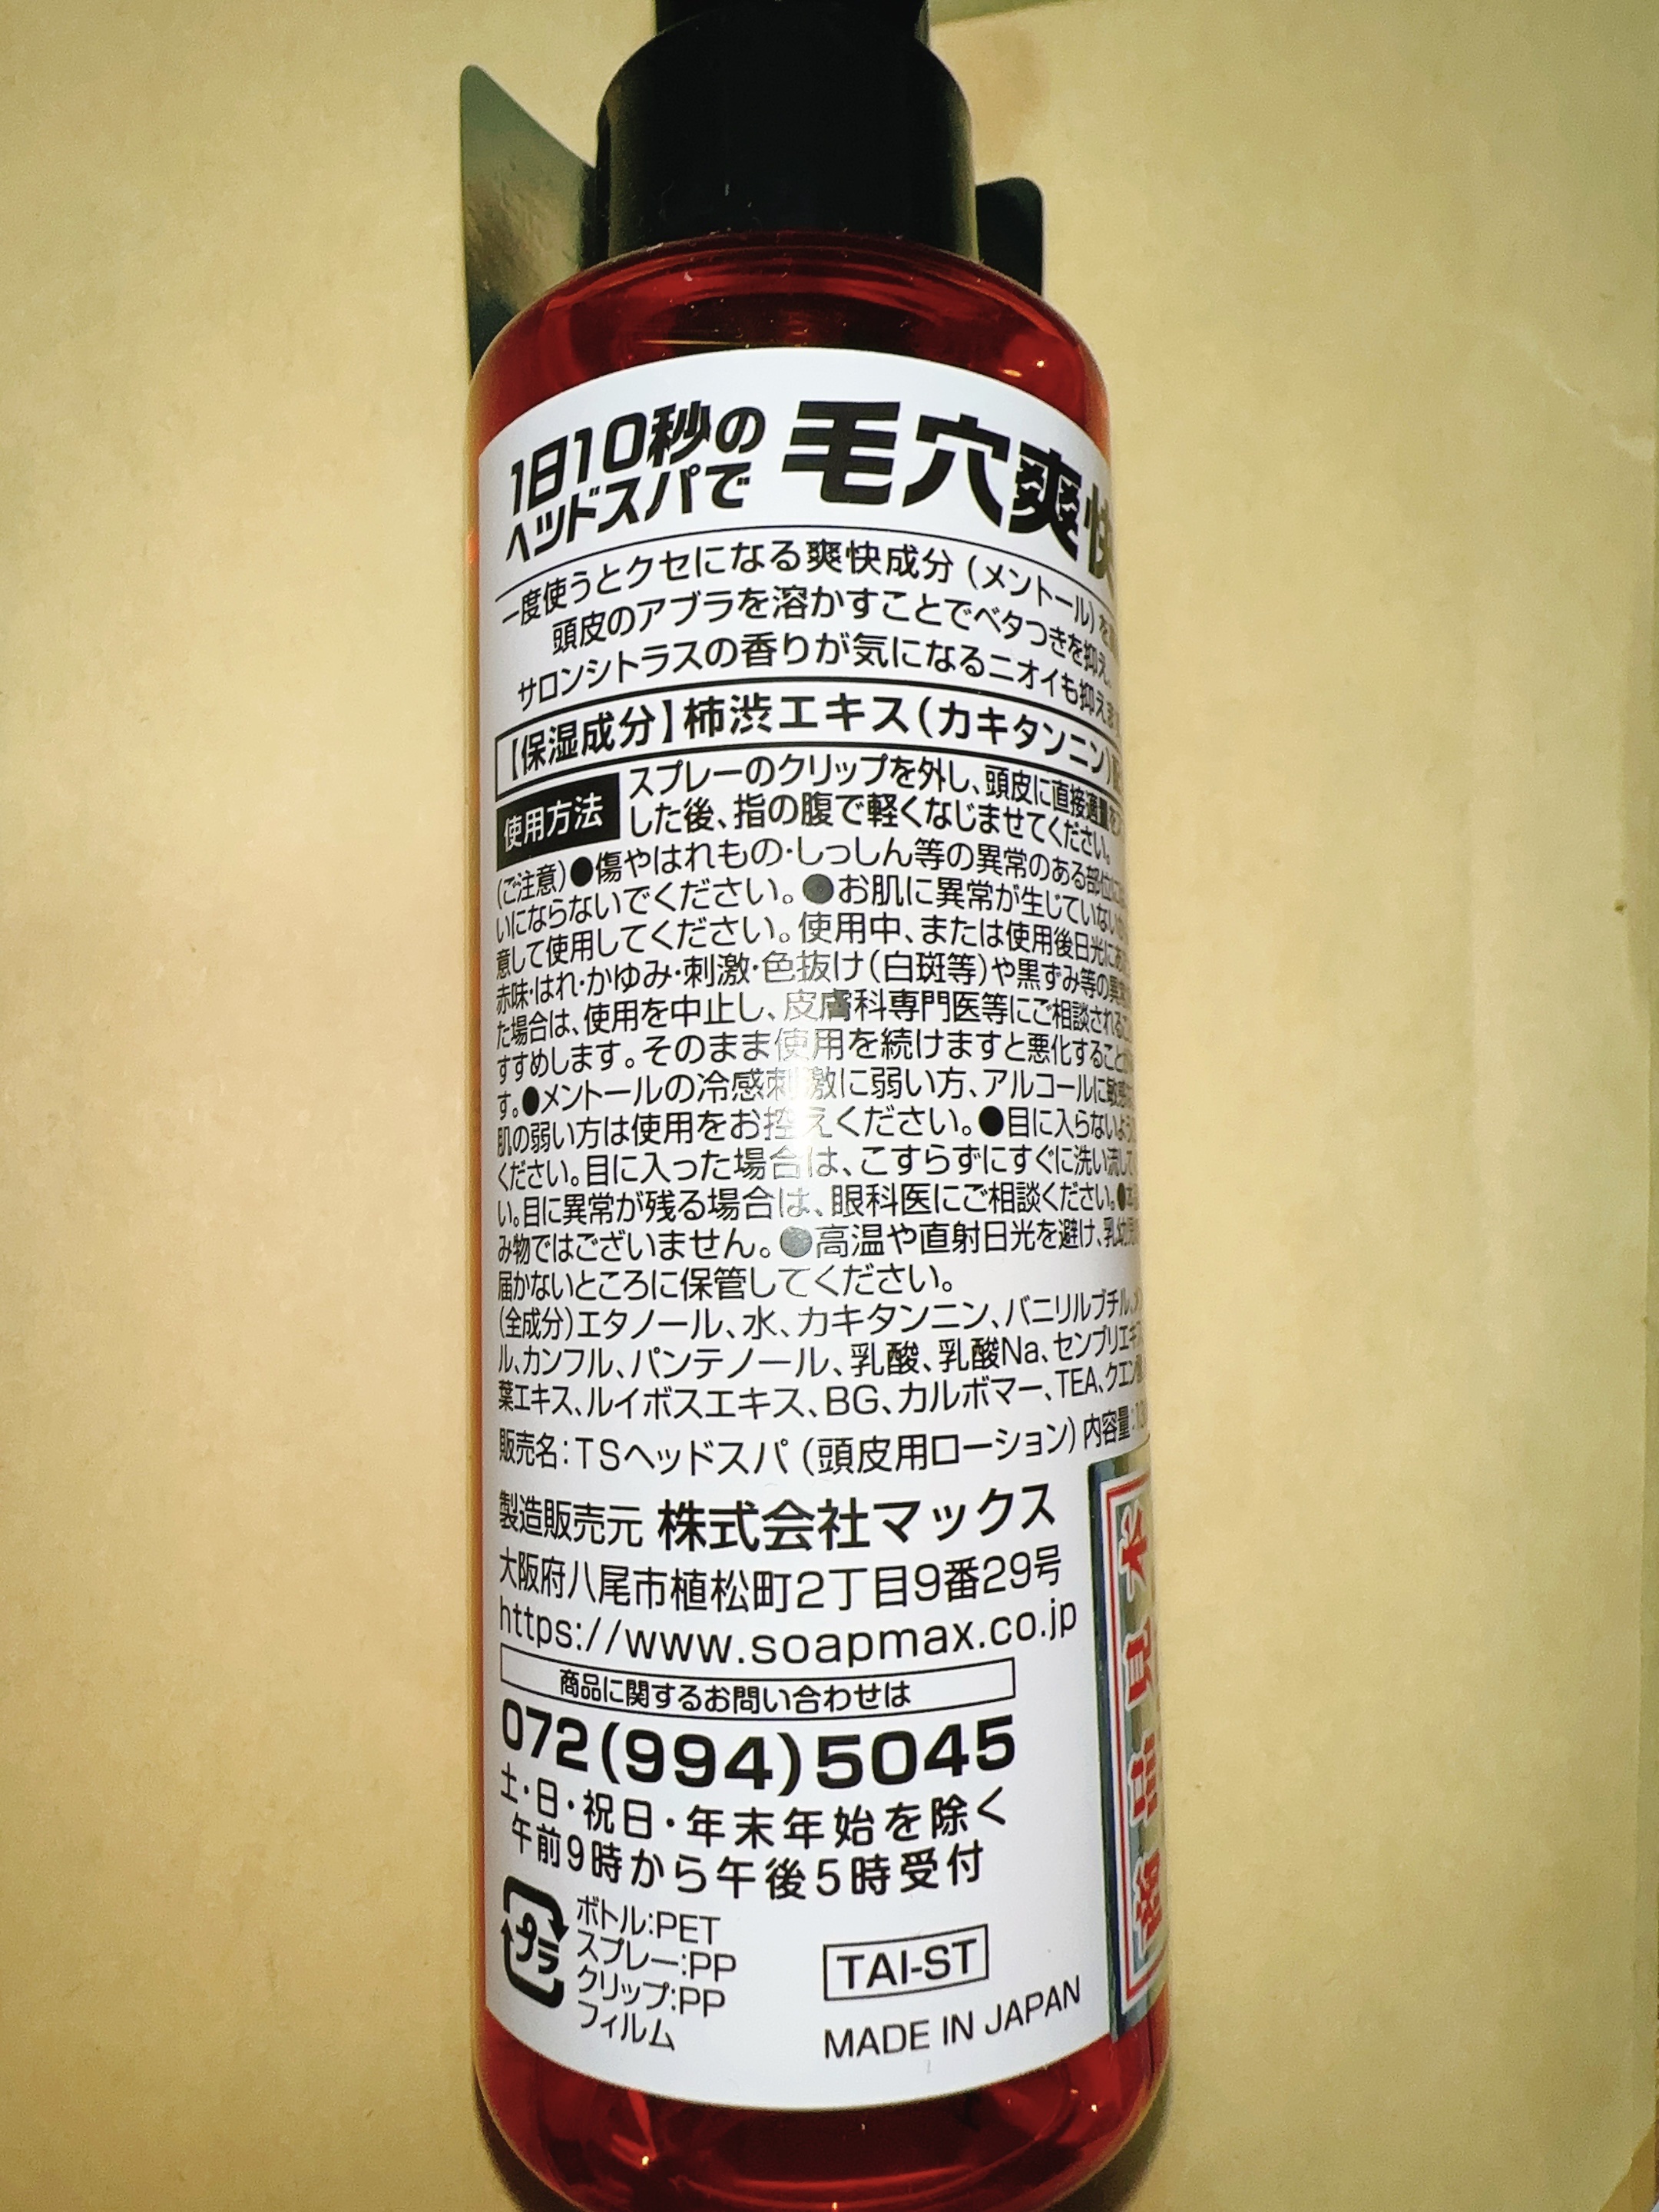 1日10秒の
ヘッドスパで 毛穴爽快
一度使うとクセになる爽快成分(メントール)を
頭皮のアブラを溶かすことでベタつきを抑え、
サロンシトラスの香りが気になるニオイも抑えま
【保湿成分】柿渋エキス(カキタンニン)
使用方法
スプレーのクリップを外し、頭皮に直接適量を
した後、指の腹で軽くなじませてください。
(ご注意)●傷やはれもの・しっしん等の異常のある部位に
いにならないでください。●お肌に異常が生じていないか
意して使用してください。使用中、または使用後日光にあ
赤味・はれ・かゆみ・刺激・色抜け(白斑等)や黒ずみ等の異常
た場合は、使用を中止し、皮膚科専門医等にご相談されるこ
すすめします。そのまま使用を続けますと悪化すること
す。●メントールの冷感刺激に弱い方、アルコールに敏感
肌の弱い方は使用をお控えください。●目に入らないよう
ください。目に入った場合は、こすらずにすぐに洗い流して
い。目に異常が残る場合は、眼科医にご相談ください。●本
み物ではございません。●高温や直射日光を避け、乳幼児
届かないところに保管してください。
(全成分)エタノール、水、カキタンニン、バニリルブチル、
ル、カンフル、パンテノール、乳酸、乳酸Na、センブリエキ
葉エキス、ルイボスエキス、BG、カルボマー、TEA、クエン酸
販売名:TSヘッドスパ(頭皮用ローション) 内容量:
製造販売元 株式会社マックス
大阪府八尾市植松町2丁目9番29号
https://www.soapmax.co.jp
商品に関するお問い合わせは
072(994)5045
土・日・祝日・年末年始を除く
午前9時から午後5時受付
プラ
ボトル:PET
スプレー:PP
クリップ:PP
フィルム
TAI-ST
MADE IN JAPAN
商品見本